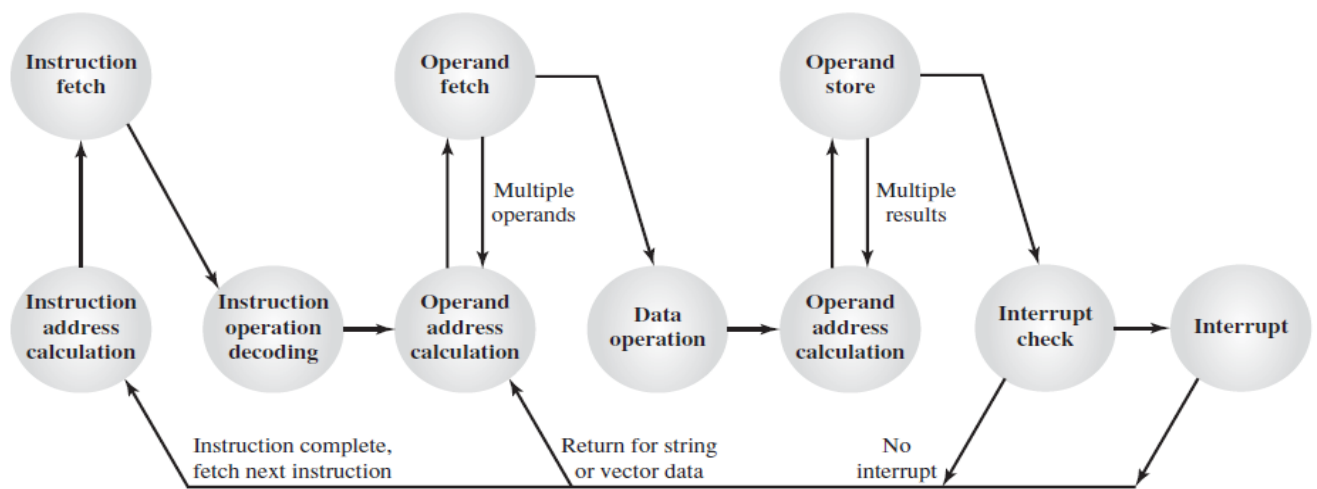 Instruction
fetch
Operand
fetch
Operand
store
Multiple
operands
Multiple
results
Instruction
address
calculation
Instruction
operation
decoding
Operand
address
calculation
Data
operation
Operand
address
calculation
Interrupt
check
Interrupt
Instruction complete,
fetch next instruction
Return for string
or vector data
No
interrupt